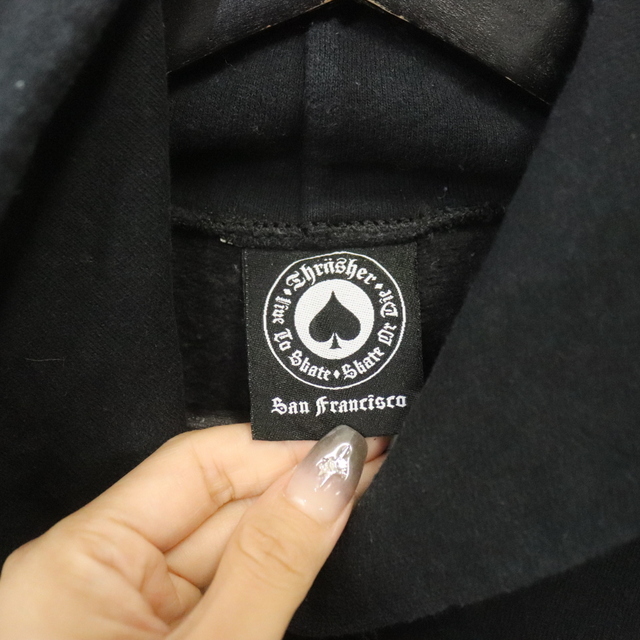 Thrasher
Live To Skate • Skate Or Die
San Francisco